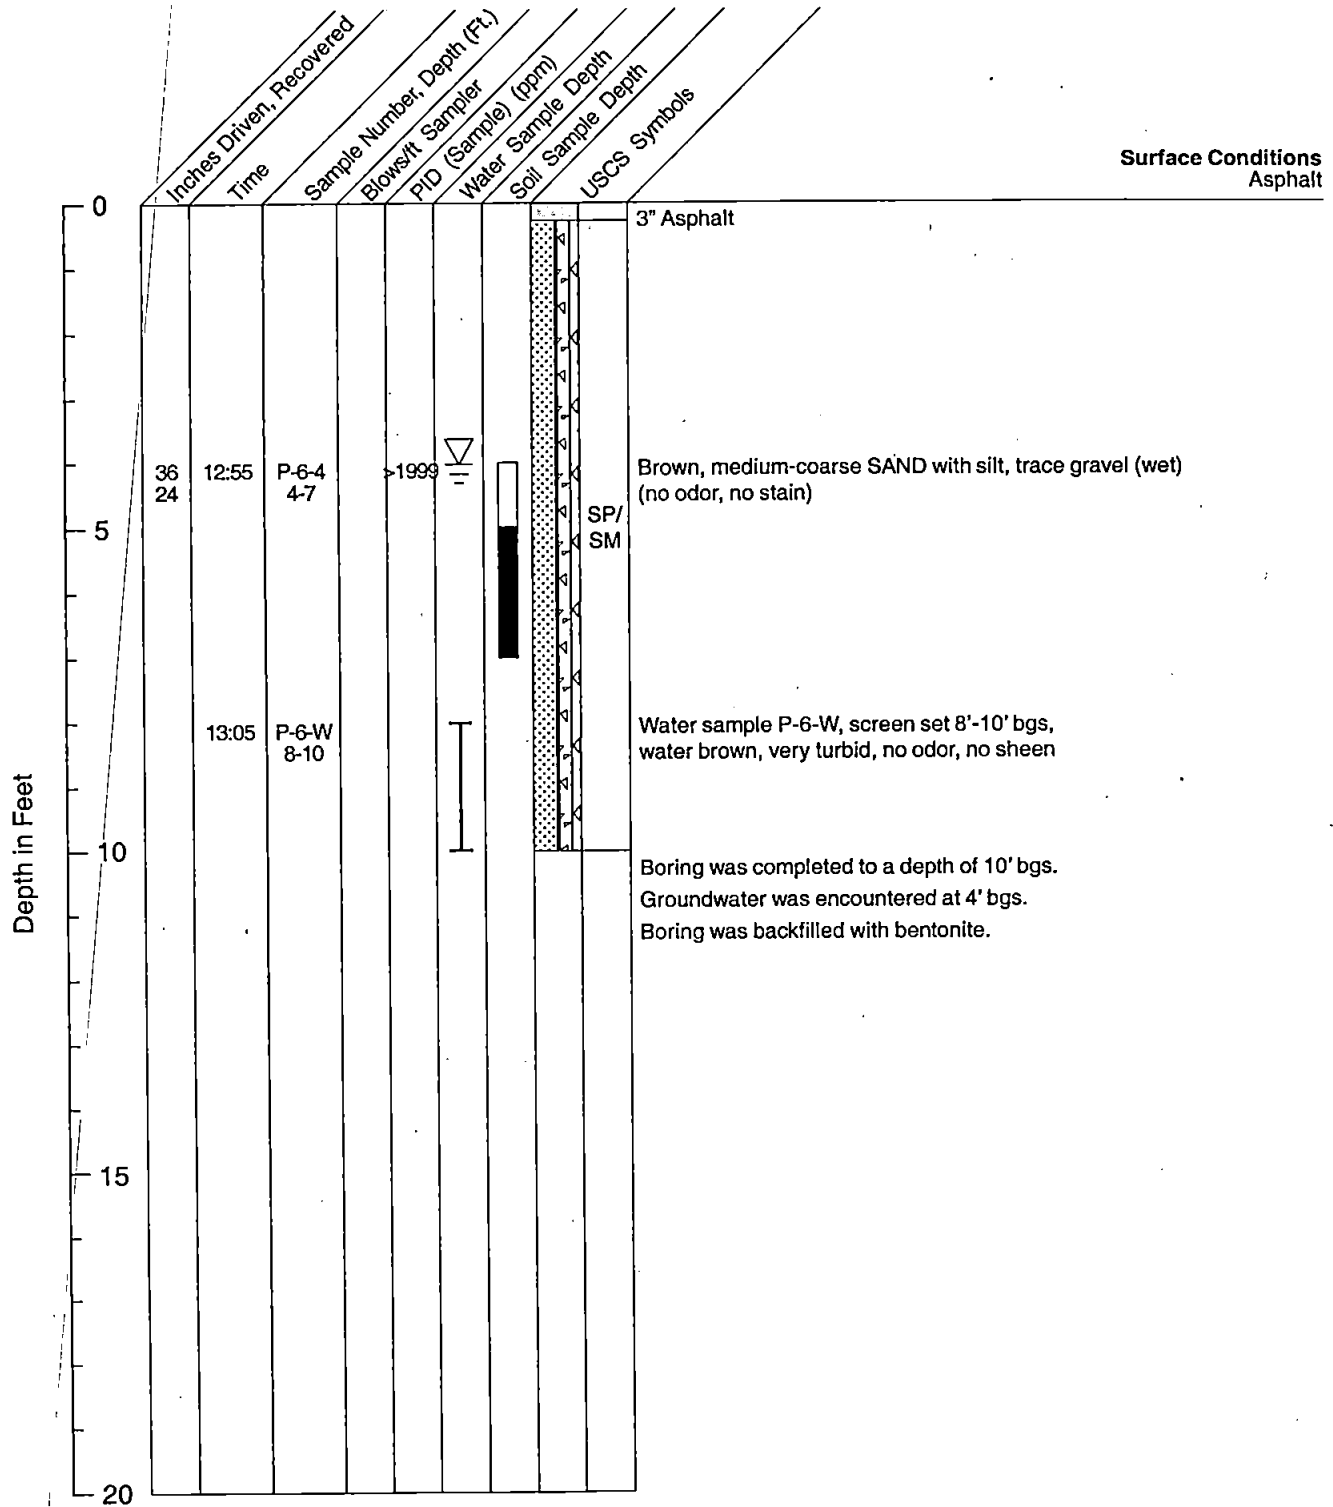 Inches Driven, Recovered
Time
Sample Number, Depth (Ft.)
Blows/ft Sampler
PID (Sample) (ppm)
Water Sample Depth
Soil Sample Depth
USCS Symbols
Surface Conditions
Asphalt
0
3" Asphalt
36
24
12:55
P-6-4
4-7
>1999
Brown, medium-coarse SAND with silt, trace gravel (wet)
(no odor, no stain)
5
SP/
SM
13:05
P-6-W
8-10
Water sample P-6-W, screen set 8'-10' bgs,
water brown, very turbid, no odor, no sheen
Depth in Feet
10
Boring was completed to a depth of 10' bgs.
Groundwater was encountered at 4' bgs.
Boring was backfilled with bentonite.
15
20